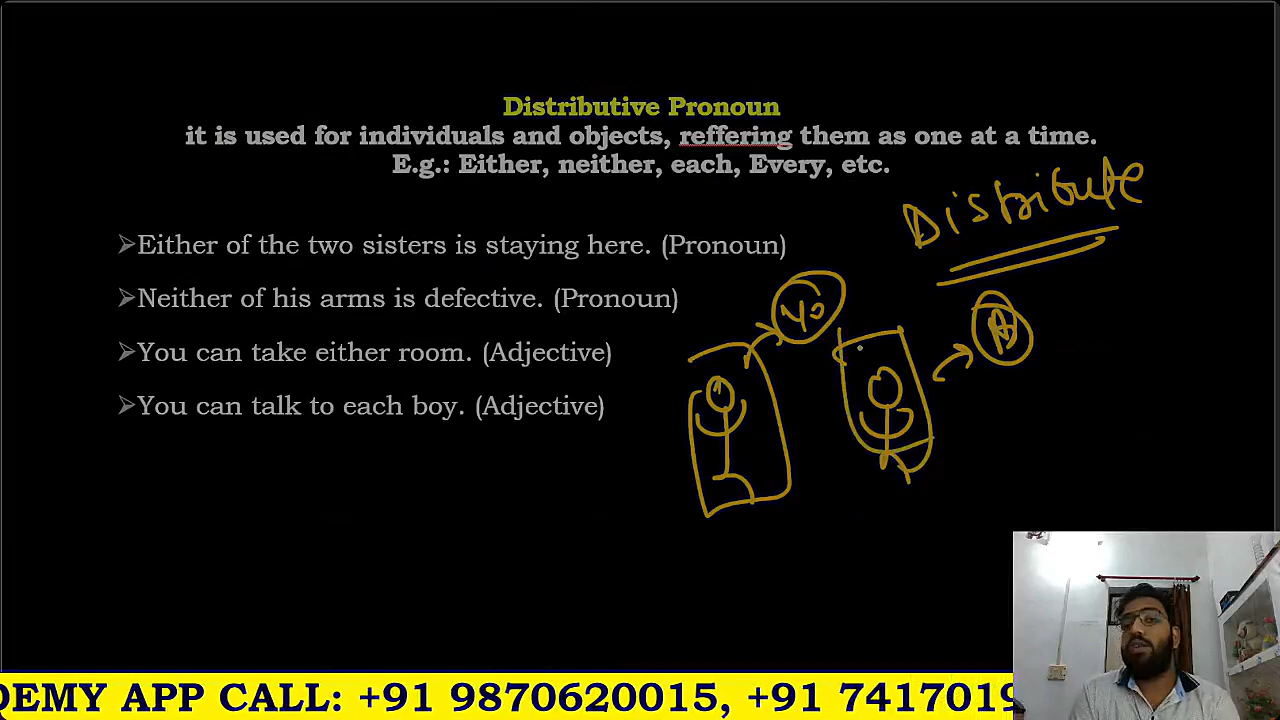 Distributive Pronoun
it is used for individuals and objects, reffering them as one at a time.
E.g.: Either, neither, each, Every, etc.
Distribute
➢Either of the two sisters is staying here. (Pronoun)
➢Neither of his arms is defective. (Pronoun)
➢You can take either room. (Adjective)
➢You can talk to each boy. (Adjective)
DEMY APP CALL: +91 9870620015, +91 7417019